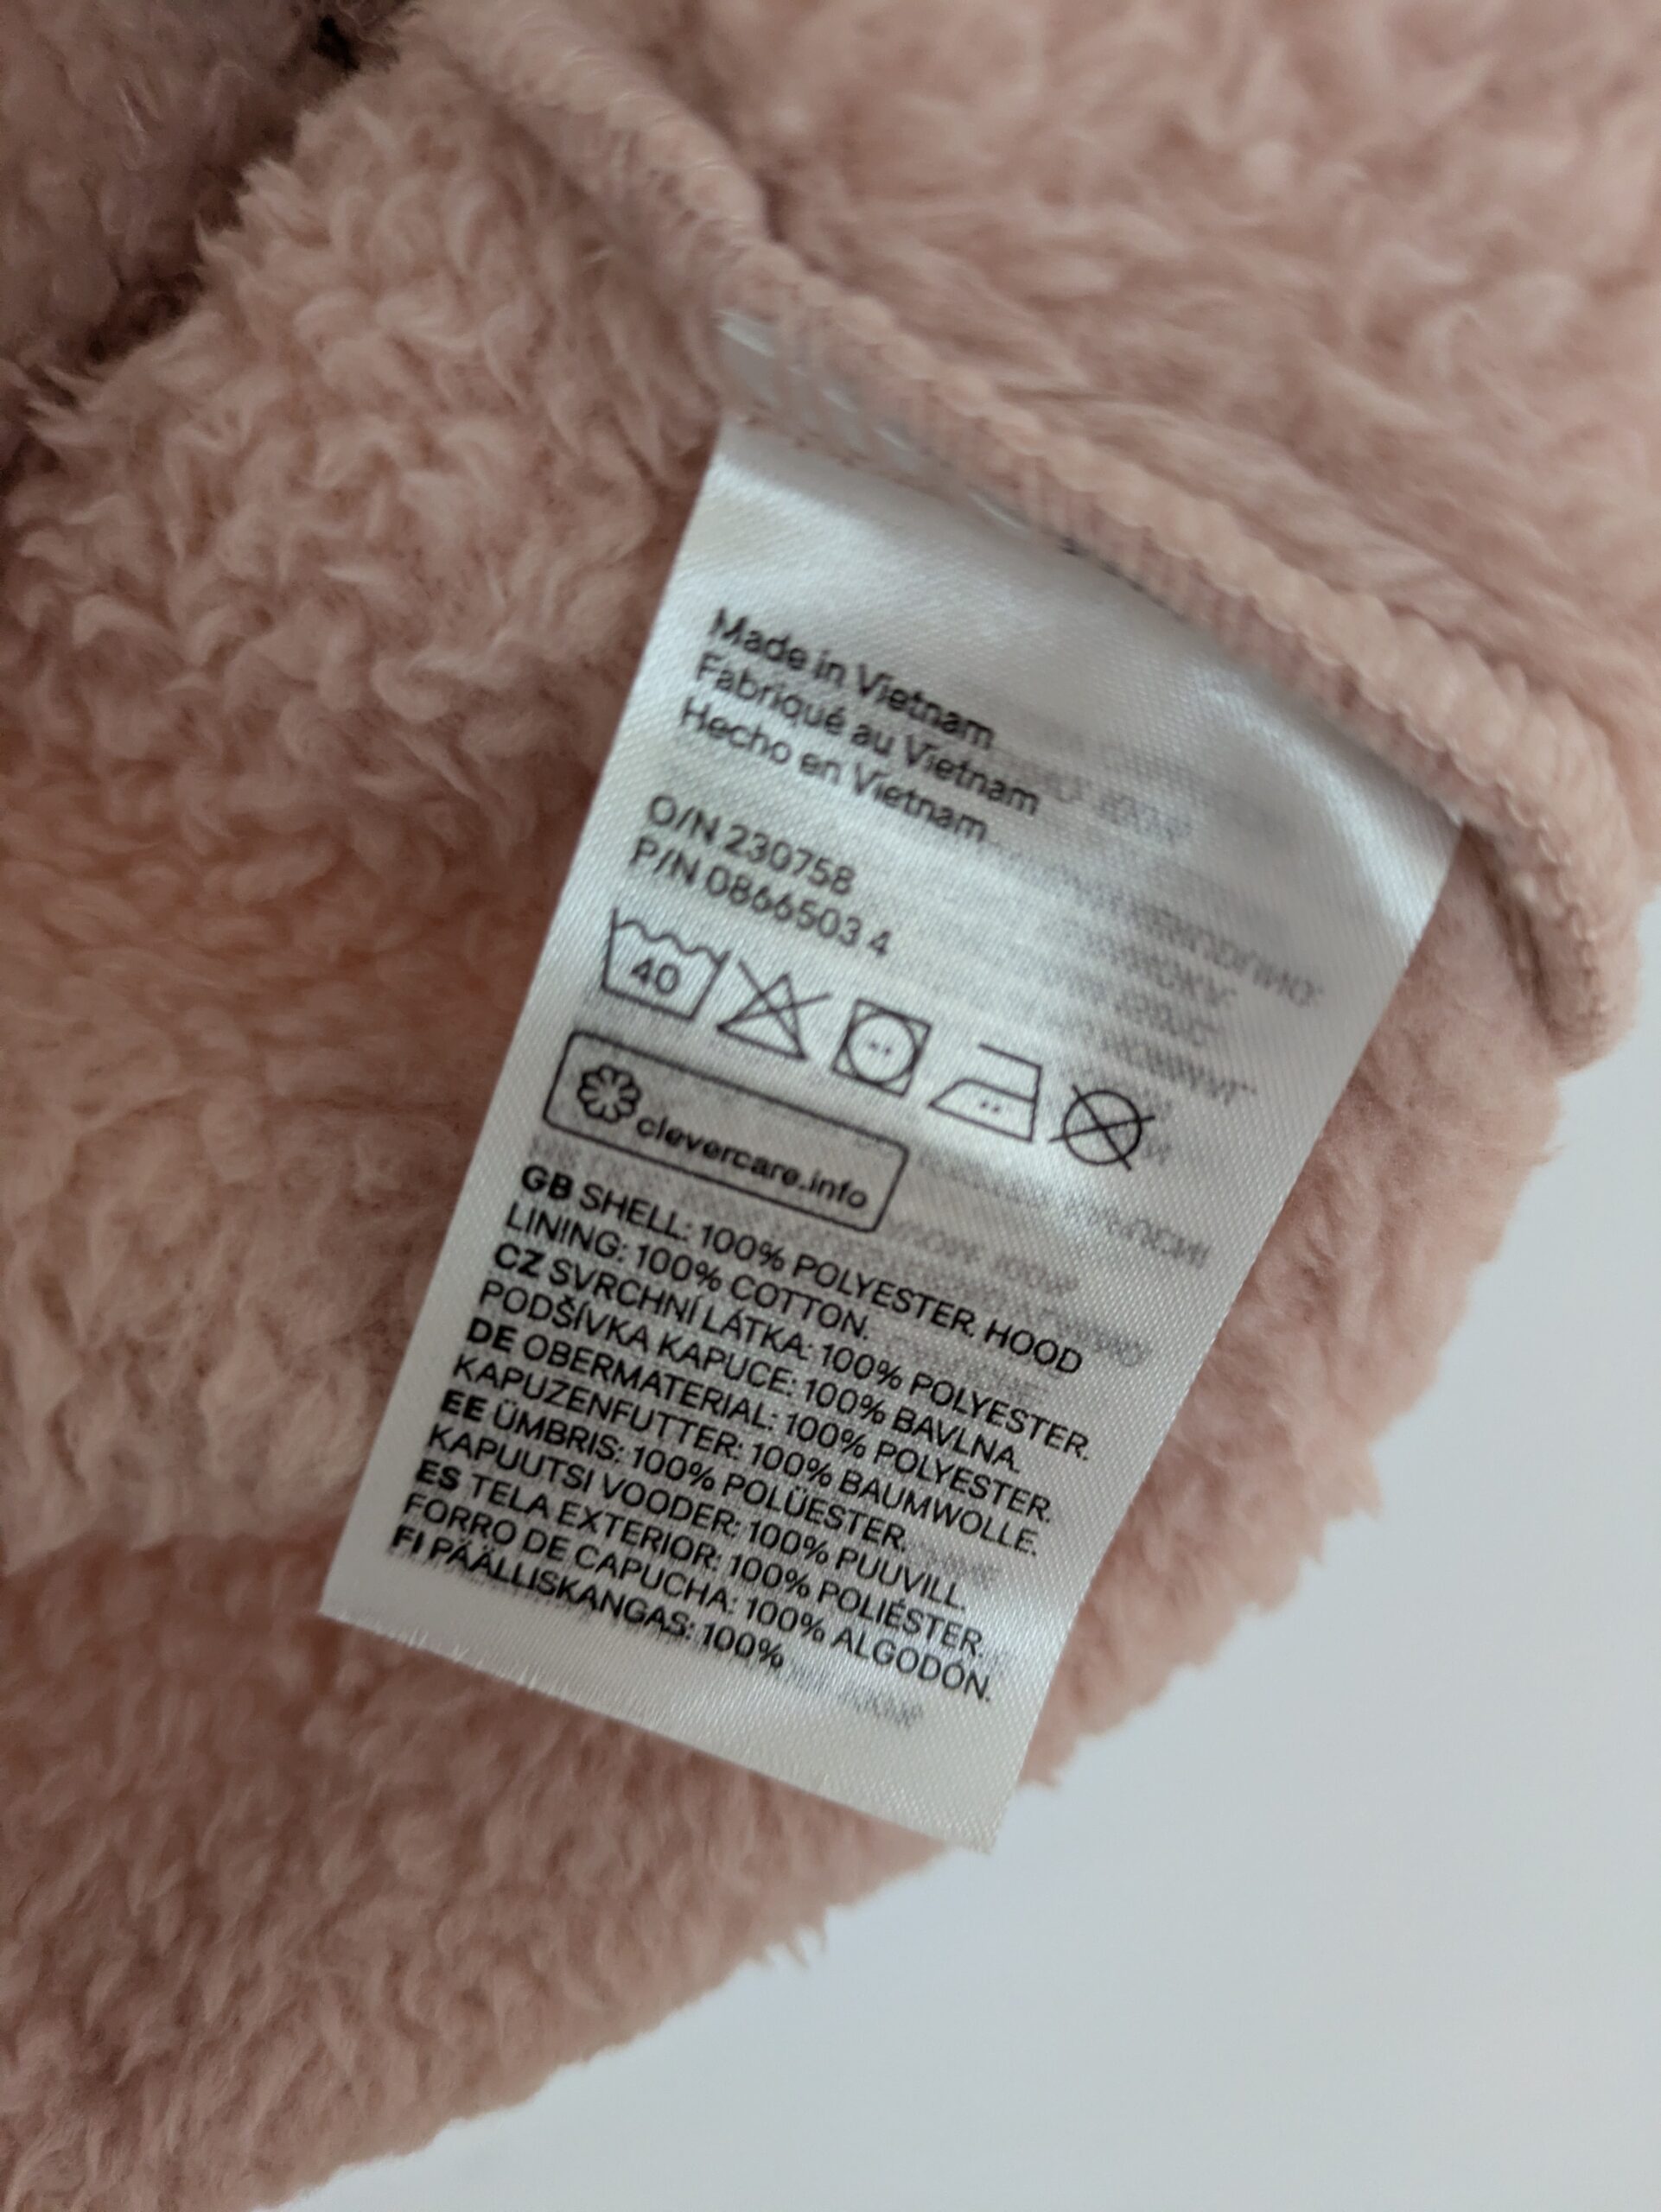 Made in Vietnam
Fabriqué au Vietnam
Hecho en Vietnam
O/N 230758
P/N 0866503 4
40
clevercare.info
GB SHELL: 100% POLYESTER. HOOD
LINING: 100% COTTON.
CZ SVRCHNÍ LÁTKA: 100% POLYESTER.
PODŠÍVKA KAPUCE: 100% BAVLNA.
DE OBERMATERIAL: 100% POLYESTER.
KAPUZENFUTTER: 100% BAUMWOLLE.
EE ÜMBRIS: 100% POLÜESTER.
KAPUUTSI VOODER: 100% PUUVILL.
ES TELA EXTERIOR: 100% POLIÉSTER.
FORRO DE CAPUCHA: 100% ALGODÓN.
FI PÄÄLLISKANGAS: 100%